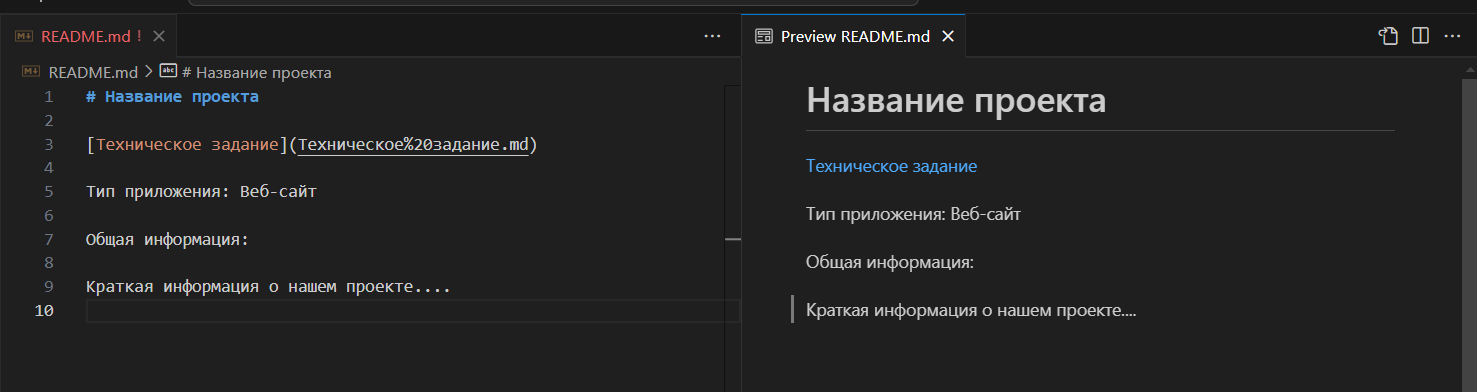 README.md !
Preview README.md
README.md > # Название проекта
1 # Название проекта
2
3 [Техническое задание](Техническое%20задание.md)
4
5 Тип приложения: Веб-сайт
6
7 Общая информация:
8
9 Краткая информация о нашем проекте....
10
Название проекта
Техническое задание
Тип приложения: Веб-сайт
Общая информация:
Краткая информация о нашем проекте....